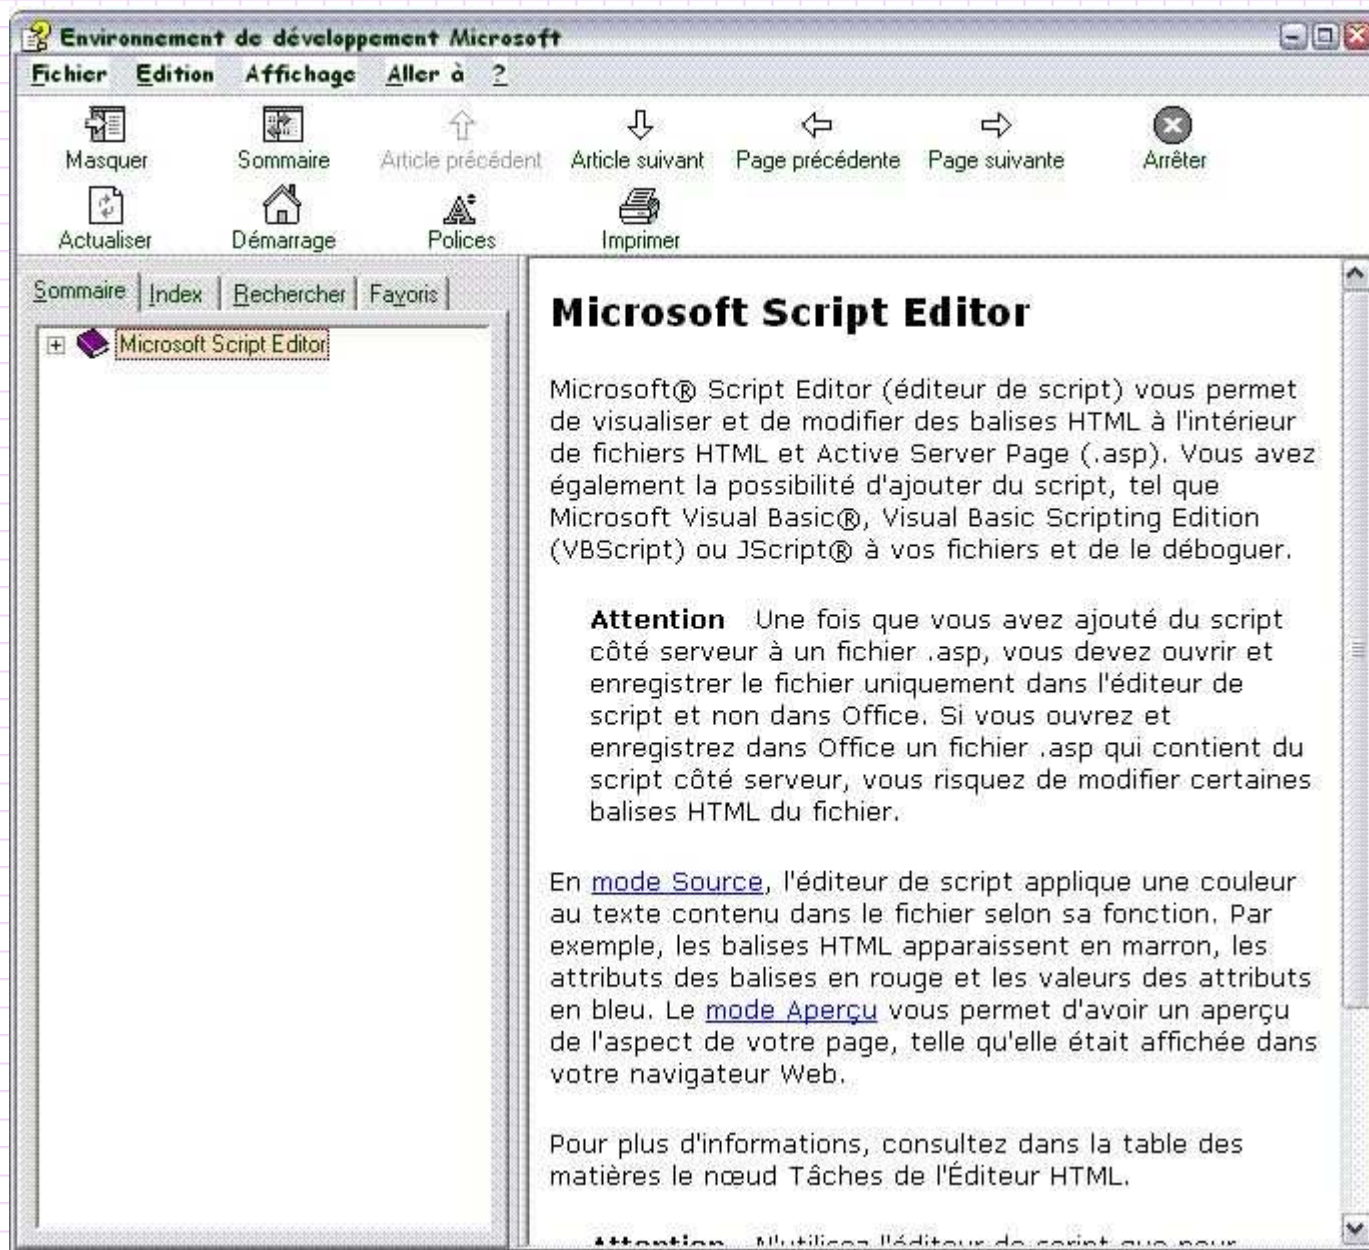 Environnement de développement Microsoft
Fichier Edition Affichage Aller à ?
Masquer Sommaire Article précédent Article suivant Page précédente Page suivante Arrêter
Actualiser Démarrage Polices Imprimer
Sommaire Index Rechercher Favoris
Microsoft Script Editor
Microsoft Script Editor
Microsoft® Script Editor (éditeur de script) vous permet
de visualiser et de modifier des balises HTML à l'intérieur
de fichiers HTML et Active Server Page (.asp). Vous avez
également la possibilité d'ajouter du script, tel que
Microsoft Visual Basic®, Visual Basic Scripting Edition
(VBScript) ou JScript® à vos fichiers et de le déboguer.
Attention Une fois que vous avez ajouté du script
côté serveur à un fichier .asp, vous devez ouvrir et
enregistrer le fichier uniquement dans l'éditeur de
script et non dans Office. Si vous ouvrez et
enregistrez dans Office un fichier .asp qui contient du
script côté serveur, vous risquez de modifier certaines
balises HTML du fichier.
En mode Source, l'éditeur de script applique une couleur
au texte contenu dans le fichier selon sa fonction. Par
exemple, les balises HTML apparaissent en marron, les
attributs des balises en rouge et les valeurs des attributs
en bleu. Le mode Aperçu vous permet d'avoir un aperçu
de l'aspect de votre page, telle qu'elle était affichée dans
votre navigateur Web.
Pour plus d'informations, consultez dans la table des
matières le nœud Tâches de l'Éditeur HTML.
Attention N'utilisez l'éditeur de script que pour